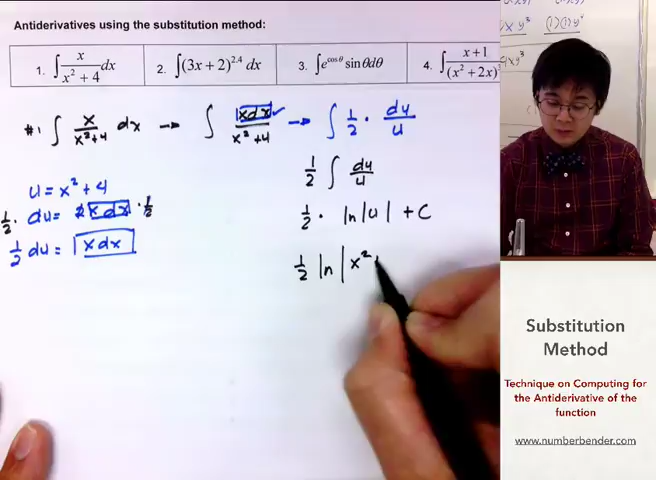 Antiderivatives using the substitution method:
1. ∫ x/(x² + 4) dx
2. ∫(3x + 2)^2.4 dx
3. ∫e^cosθ sinθdθ
4. ∫ (x + 1)/(x² + 2x)³
#1 ∫ x/(x²+4) dx → ∫ xdx/(x²+4) → ∫ 1/2 · du/u
1/2 ∫ du/u
u = x² + 4
1/2 · du = 2 xdx · 1/2
1/2 · ln|u| + C
1/2 du = xdx
1/2 ln |x²
Substitution
Method
Technique on Computing for
the Antiderivative of the
function
www.numberbender.com